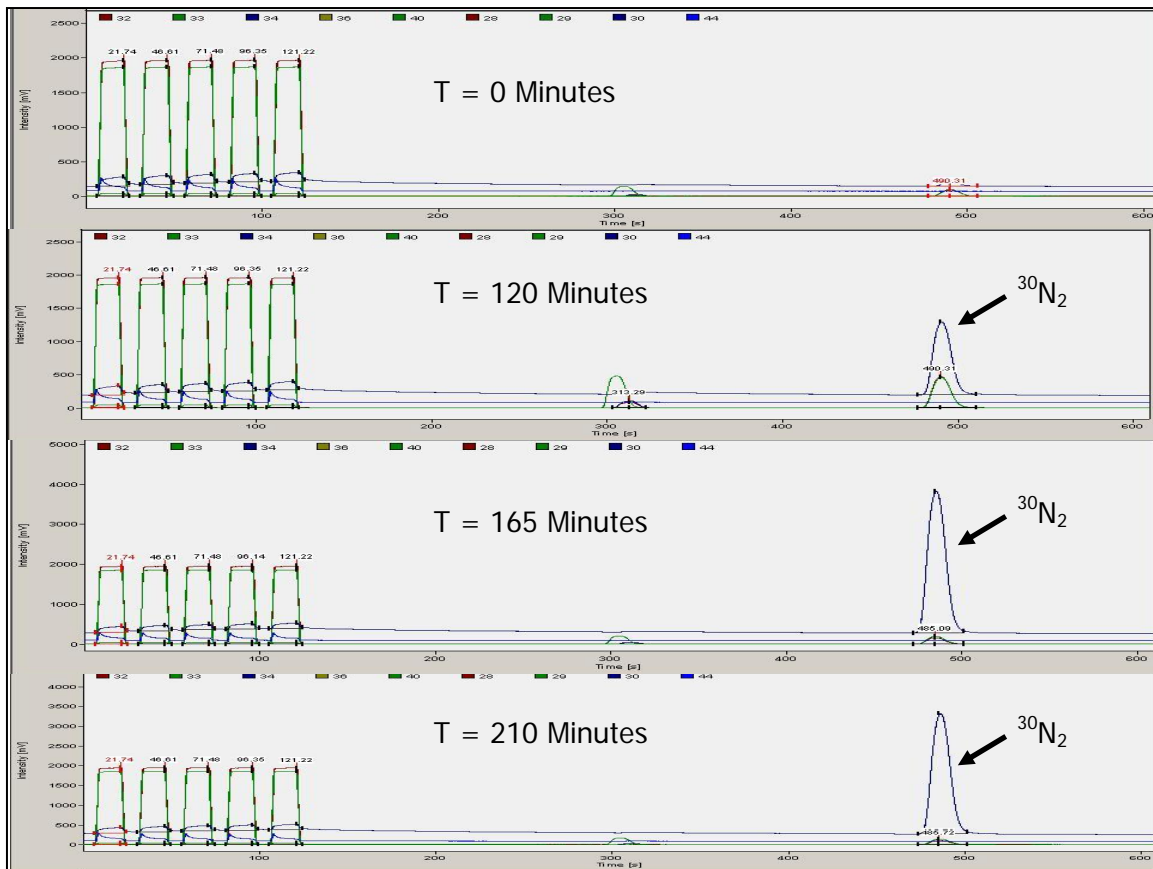 32 33 34 36 40 28 29 30 44
2500
21.74 46.61 71.48 96.35 121.22
2000
T = 0 Minutes
1500
Intensity [mV]
1000
500
490.31
0
100 200 300 400 500 600
Time [s]
32 33 34 36 40 28 29 30 44
2500
21.74 46.61 71.48 96.35 121.22
2000
T = 120 Minutes
30N2
1500
Intensity [mV]
1000
490.31
500
313.29
0
100 200 300 400 500 600
Time [s]
5000
32 33 34 36 40 28 29 30 44
4000
T = 165 Minutes
30N2
3000
Intensity [mV]
21.74 46.61 71.48 96.14 121.22
2000
1000
485.09
0
100 200 300 400 500 600
Time [s]
32 33 34 36 40 28 29 30 44
4000
3500
T = 210 Minutes
30N2
3000
2500
Intensity [mV]
21.74 46.61 71.48 96.35 121.22
2000
1500
1000
500
485.72
0
100 200 300 400 500 600
Time [s]